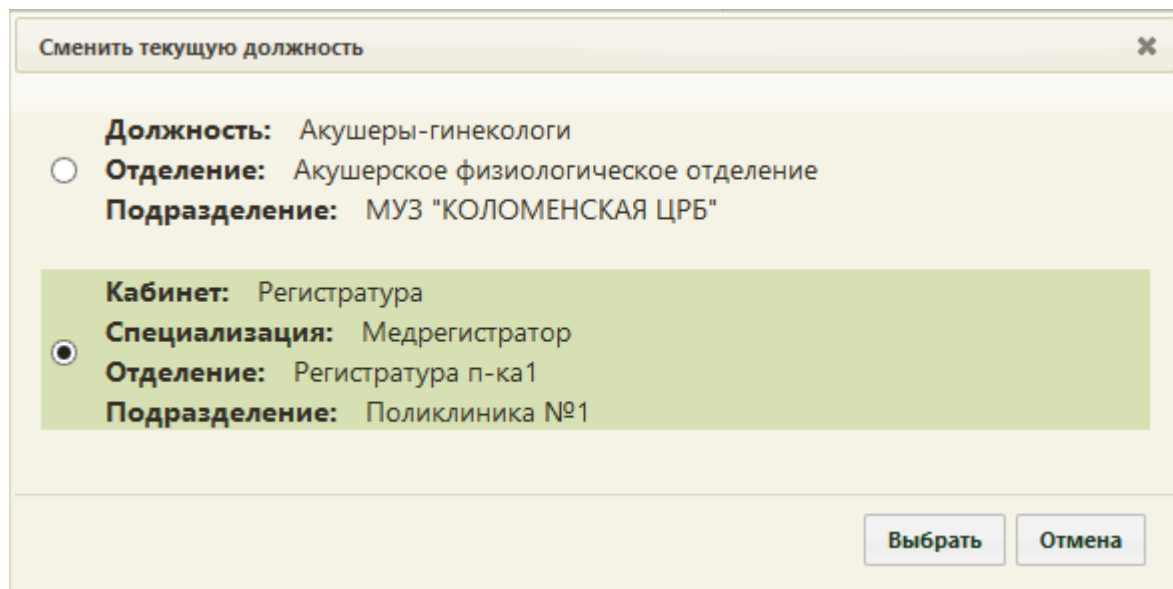 Сменить текущую должность
Должность: Акушеры-гинекологи
Отделение: Акушерское физиологическое отделение
Подразделение: МУЗ "КОЛОМЕНСКАЯ ЦРБ"
Кабинет: Регистратура
Специализация: Медрегистратор
Отделение: Регистратура п-ка1
Подразделение: Поликлиника №1
Выбрать Отмена